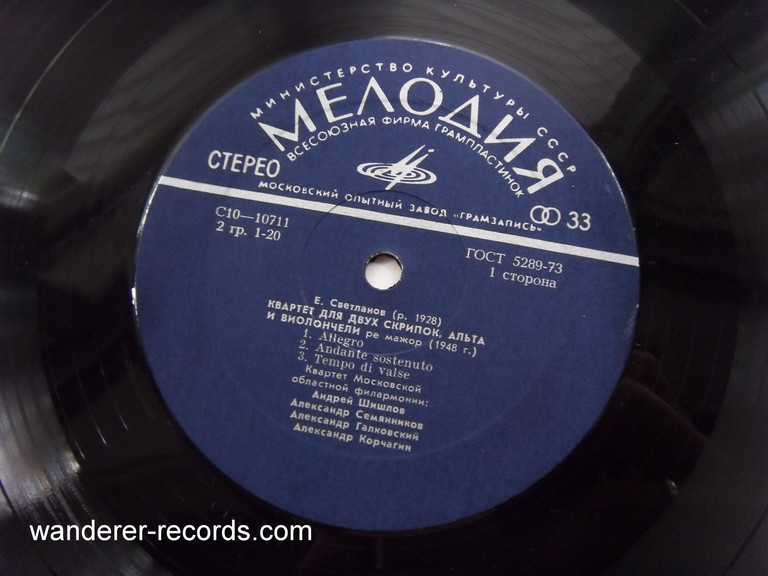 МИНИСТЕРСТВО КУЛЬТУРЫ СССР
МЕЛОДИЯ
ВСЕСОЮЗНАЯ ФИРМА ГРАМПЛАСТИНОК
СТЕРЕО
МОСКОВСКИЙ ОПЫТНЫЙ ЗАВОД „ГРАМЗАПИСЬ“
33
С10—10711
2 гр. 1-20
ГОСТ 5289-73
1 сторона
Е. Светланов (р. 1928)
КВАРТЕТ ДЛЯ ДВУХ СКРИПОК, АЛЬТА
И ВИОЛОНЧЕЛИ ре мажор (1948 г.)
1. Allegro
2. Andante sostenuto
3. Tempo di valse
Квартет Московской
областной филармонии:
Андрей Шишлов
Александр Семянников
Александр Галковский
Александр Корчагин
wanderer-records.com